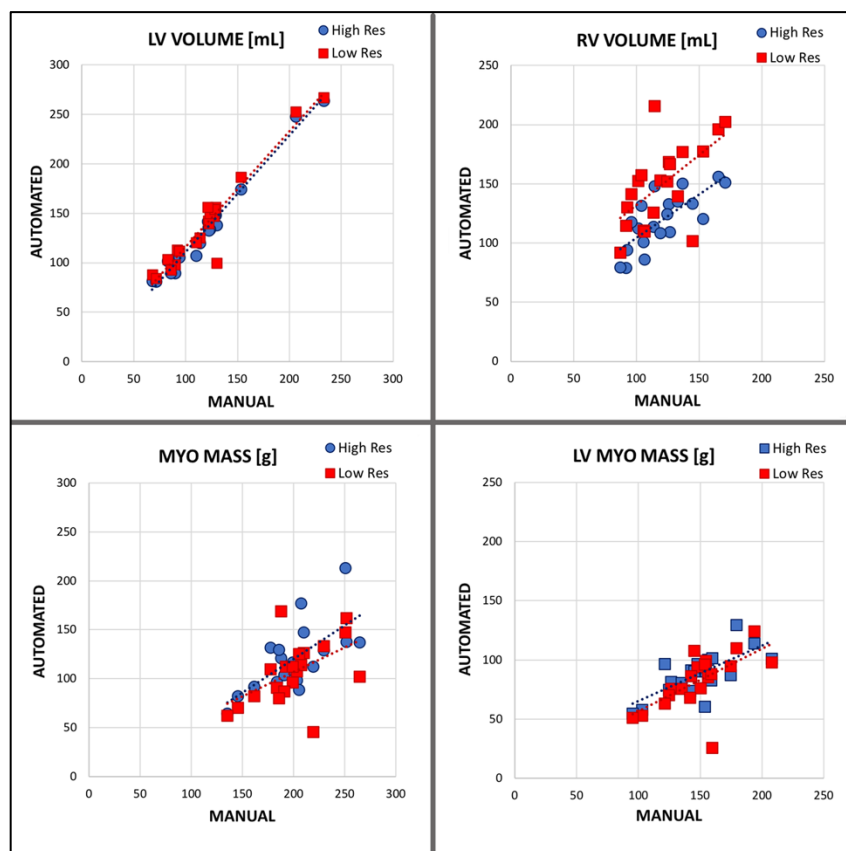 LV VOLUME [mL]
High Res
Low Res
300
250
200
150
100
50
0
AUTOMATED
0 50 100 150 200 250 300
MANUAL
RV VOLUME [mL]
High Res
Low Res
250
200
150
100
50
0
AUTOMATED
0 50 100 150 200 250
MANUAL
MYO MASS [g]
High Res
Low Res
300
250
200
150
100
50
0
AUTOMATED
0 50 100 150 200 250 300
MANUAL
LV MYO MASS [g]
High Res
Low Res
250
200
150
100
50
0
AUTOMATED
0 50 100 150 200 250
MANUAL